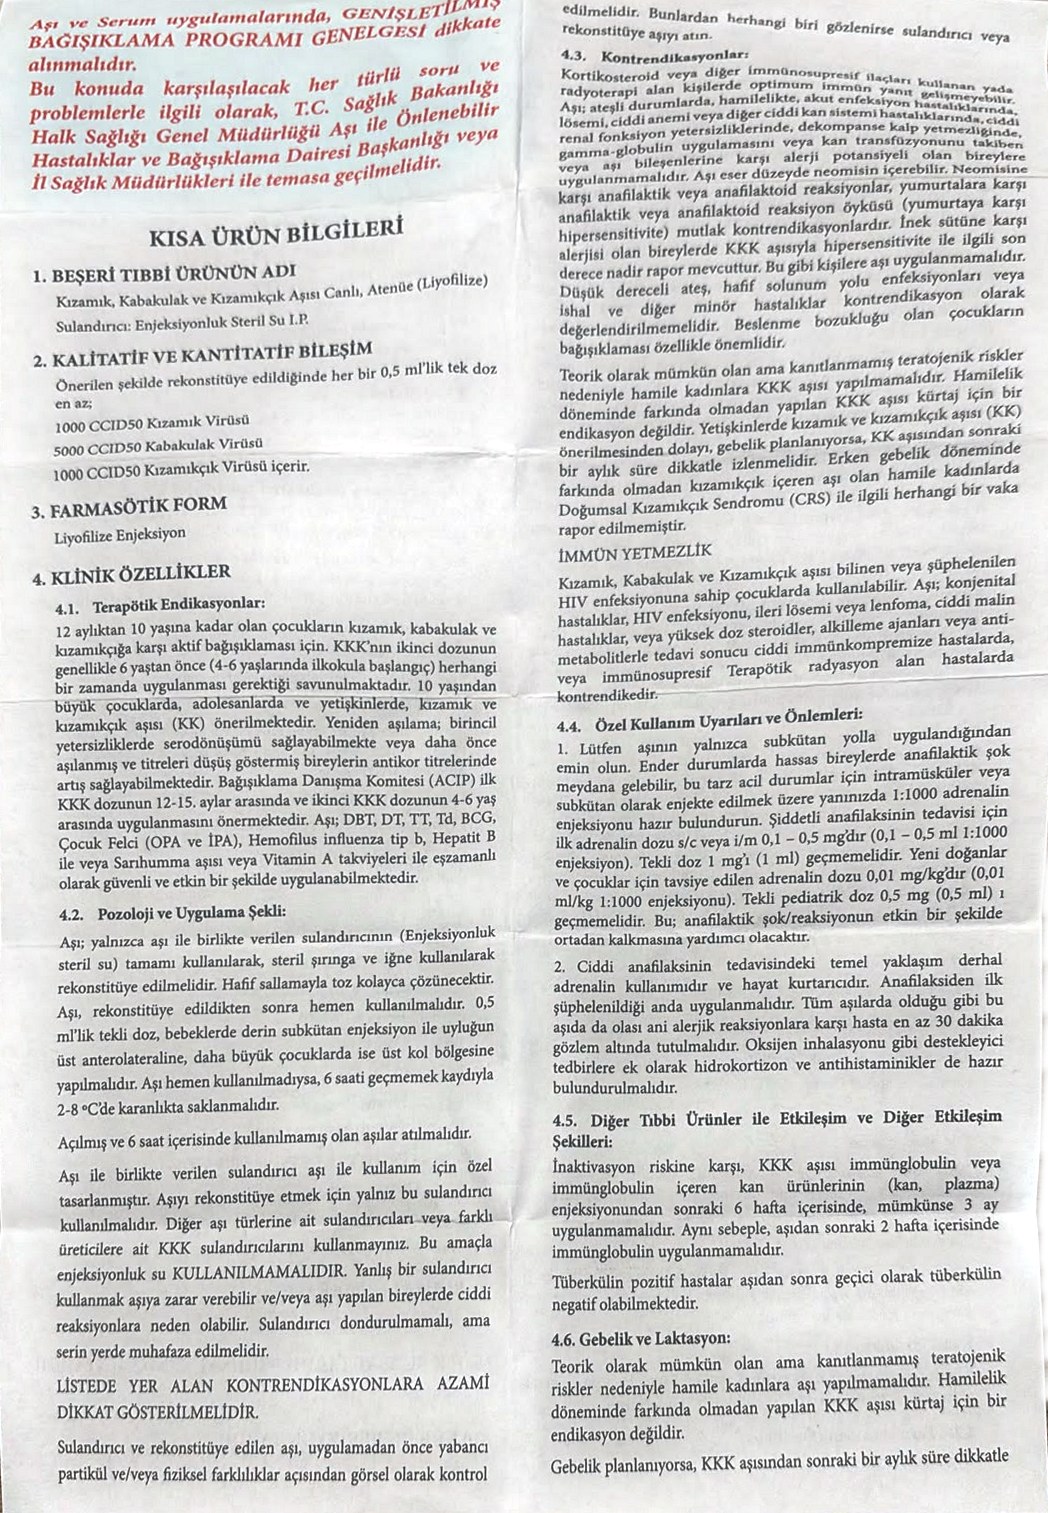 Aşı ve Serum uygulamalarında, GENİŞLETİLMİŞ
BAĞIŞIKLAMA PROGRAMI GENELGESİ dikkate
alınmalıdır.
Bu konuda karşılaşılacak her türlü soru ve
problemlerle ilgili olarak, T.C. Sağlık Bakanlığı
Halk Sağlığı Genel Müdürlüğü Aşı ile Önlenebilir
Hastalıklar ve Bağışıklama Dairesi Başkanlığı veya
İl Sağlık Müdürlükleri ile temasa geçilmelidir.
KISA ÜRÜN BİLGİLERİ
1. BEŞERİ TIBBİ ÜRÜNÜN ADI
Kızamık, Kabakulak ve Kızamıkçık Aşısı Canlı, Atenüe (Liyofilize)
Sulandırıcı: Enjeksiyonluk Steril Su I.P.
2. KALİTATİF VE KANTİTATİF BİLEŞİM
Önerilen şekilde rekonstitüye edildiğinde her bir 0,5 ml'lik tek doz
en az;
1000 CCID50 Kızamık Virüsü
5000 CCID50 Kabakulak Virüsü
1000 CCID50 Kızamıkçık Virüsü içerir.
3. FARMASÖTİK FORM
Liyofilize Enjeksiyon
4. KLİNİK ÖZELLİKLER
4.1. Terapötik Endikasyonlar:
12 aylıktan 10 yaşına kadar olan çocukların kızamık, kabakulak ve
kızamıkçığa karşı aktif bağışıklaması için. KKK'nın ikinci dozunun
genellikle 6 yaştan önce (4-6 yaşlarında ilkokula başlangıç) herhangi
bir zamanda uygulanması gerektiği savunulmaktadır. 10 yaşından
büyük çocuklarda, adolesanlarda ve yetişkinlerde, kızamık ve
kızamıkçık aşısı (KK) önerilmektedir. Yeniden aşılama; birincil
yetersizliklerde serodönüşümü sağlayabilmekte veya daha önce
aşılanmış ve titreleri düşüş göstermiş bireylerin antikor titrelerinde
artış sağlayabilmektedir. Bağışıklama Danışma Komitesi (ACIP) ilk
KKK dozunun 12-15. aylar arasında ve ikinci KKK dozunun 4-6 yaş
arasında uygulanmasını önermektedir. Aşı; DBT, DT, TT, Td, BCG,
Çocuk Felci (OPA ve İPA), Hemofilus influenza tip b, Hepatit B
ile veya Sarıhumma aşısı veya Vitamin A takviyeleri ile eşzamanlı
olarak güvenli ve etkin bir şekilde uygulanabilmektedir.
4.2. Pozoloji ve Uygulama Şekli:
Aşı; yalnızca aşı ile birlikte verilen sulandırıcının (Enjeksiyonluk
steril su) tamamı kullanılarak, steril şırınga ve iğne kullanılarak
rekonstitüye edilmelidir. Hafif sallamayla toz kolayca çözünecektir.
Aşı, rekonstitüye edildikten sonra hemen kullanılmalıdır. 0,5
ml'lik tekli doz, bebeklerde derin subkütan enjeksiyon ile uyluğun
üst anterolateraline, daha büyük çocuklarda ise üst kol bölgesine
yapılmalıdır. Aşı hemen kullanılmadıysa, 6 saati geçmemek kaydıyla
2-8 ºC'de karanlıkta saklanmalıdır.
Açılmış ve 6 saat içerisinde kullanılmamış olan aşılar atılmalıdır.
Aşı ile birlikte verilen sulandırıcı aşı ile kullanım için özel
tasarlanmıştır. Aşıyı rekonstitüye etmek için yalnız bu sulandırıcı
kullanılmalıdır. Diğer aşı türlerine ait sulandırıcıları veya farklı
üreticilere ait KKK sulandırıcılarını kullanmayınız. Bu amaçla
enjeksiyonluk su KULLANILMAMALIDIR. Yanlış bir sulandırıcı
kullanmak aşıya zarar verebilir ve/veya aşı yapılan bireylerde ciddi
reaksiyonlara neden olabilir. Sulandırıcı dondurulmamalı, ama
serin yerde muhafaza edilmelidir.
LİSTEDE YER ALAN KONTRENDİKASYONLARA AZAMİ
DİKKAT GÖSTERİLMELİDİR.
Sulandırıcı ve rekonstitüye edilen aşı, uygulamadan önce yabancı
partikül ve/veya fiziksel farklılıklar açısından görsel olarak kontrol
edilmelidir. Bunlardan herhangi biri gözlenirse sulandırıcı veya
rekonstitüye aşıyı atın.
4.3. Kontrendikasyonlar:
Kortikosteroid veya diğer immünosupresif ilaçları kullanan yada
radyoterapi alan kişilerde optimum immün yanıt gelişmeyebilir.
Aşı; ateşli durumlarda, hamilelikte, akut enfeksiyon hastalıklarında,
lösemi, ciddi anemi veya diğer ciddi kan sistemi hastalıklarında, ciddi
renal fonksiyon yetersizliklerinde, dekompanse kalp yetmezliğinde,
gamma-globulin uygulamasını veya kan transfüzyonunu takiben
veya aşı bileşenlerine karşı alerji potansiyeli olan bireylere
uygulanmamalıdır. Aşı eser düzeyde neomisin içerebilir. Neomisine
karşı anafilaktik veya anafilaktoid reaksiyonlar, yumurtalara karşı
anafilaktik veya anafilaktoid reaksiyon öyküsü (yumurtaya karşı
hipersensitivite) mutlak kontrendikasyonlardır. İnek sütüne karşı
alerjisi olan bireylerde KKK aşısıyla hipersensitivite ile ilgili son
derece nadir rapor mevcuttur. Bu gibi kişilere aşı uygulanmamalıdır.
Düşük dereceli ateş, hafif solunum yolu enfeksiyonları veya
ishal ve diğer minör hastalıklar kontrendikasyon olarak
değerlendirilmemelidir. Beslenme bozukluğu olan çocukların
bağışıklaması özellikle önemlidir.
Teorik olarak mümkün olan ama kanıtlanmamış teratojenik riskler
nedeniyle hamile kadınlara KKK aşısı yapılmamalıdır. Hamilelik
döneminde farkında olmadan yapılan KKK aşısı kürtaj için bir
endikasyon değildir. Yetişkinlerde kızamık ve kızamıkçık aşısı (KK)
önerilmesinden dolayı, gebelik planlanıyorsa, KK aşısından sonraki
bir aylık süre dikkatle izlenmelidir. Erken gebelik döneminde
farkında olmadan kızamıkçık içeren aşı olan hamile kadınlarda
Doğumsal Kızamıkçık Sendromu (CRS) ile ilgili herhangi bir vaka
rapor edilmemiştir.
İMMÜN YETMEZLİK
Kızamık, Kabakulak ve Kızamıkçık aşısı bilinen veya şüphelenilen
HIV enfeksiyonuna sahip çocuklarda kullanılabilir. Aşı; konjenital
hastalıklar, HIV enfeksiyonu, ileri lösemi veya lenfoma, ciddi malin
hastalıklar, veya yüksek doz steroidler, alkilleme ajanları veya anti-
metabolitlerle tedavi sonucu ciddi immünkompremize hastalarda,
veya immünosupresif Terapötik radyasyon alan hastalarda
kontrendikedir.
4.4. Özel Kullanım Uyarıları ve Önlemleri:
1. Lütfen aşının yalnızca subkütan yolla uygulandığından
emin olun. Ender durumlarda hassas bireylerde anafilaktik şok
meydana gelebilir, bu tarz acil durumlar için intramüsküler veya
subkütan olarak enjekte edilmek üzere yanınızda 1:1000 adrenalin
enjeksiyonu hazır bulundurun. Şiddetli anafilaksinin tedavisi için
ilk adrenalin dozu s/c veya i/m 0,1 – 0,5 mg'dır (0,1 – 0,5 ml 1:1000
enjeksiyon). Tekli doz 1 mg'ı (1 ml) geçmemelidir. Yeni doğanlar
ve çocuklar için tavsiye edilen adrenalin dozu 0,01 mg/kg'dır (0,01
ml/kg 1:1000 enjeksiyonu). Tekli pediatrik doz 0,5 mg (0,5 ml) ı
geçmemelidir. Bu; anafilaktik şok/reaksiyonun etkin bir şekilde
ortadan kalkmasına yardımcı olacaktır.
2. Ciddi anafilaksinin tedavisindeki temel yaklaşım derhal
adrenalin kullanımıdır ve hayat kurtarıcıdır. Anafilaksiden ilk
şüphelenildiği anda uygulanmalıdır. Tüm aşılarda olduğu gibi bu
aşıda da olası ani alerjik reaksiyonlara karşı hasta en az 30 dakika
gözlem altında tutulmalıdır. Oksijen inhalasyonu gibi destekleyici
tedbirlere ek olarak hidrokortizon ve antihistaminikler de hazır
bulundurulmalıdır.
4.5. Diğer Tıbbi Ürünler ile Etkileşim ve Diğer Etkileşim
Şekilleri:
İnaktivasyon riskine karşı, KKK aşısı immünglobulin veya
immünglobulin içeren kan ürünlerinin (kan, plazma)
enjeksiyonundan sonraki 6 hafta içerisinde, mümkünse 3 ay
uygulanmamalıdır. Aynı sebeple, aşıdan sonraki 2 hafta içerisinde
immünglobulin uygulanmamalıdır.
Tüberkülin pozitif hastalar aşıdan sonra geçici olarak tüberkülin
negatif olabilmektedir.
4.6. Gebelik ve Laktasyon:
Teorik olarak mümkün olan ama kanıtlanmamış teratojenik
riskler nedeniyle hamile kadınlara aşı yapılmamalıdır. Hamilelik
döneminde farkında olmadan yapılan KKK aşısı kürtaj için bir
endikasyon değildir.
Gebelik planlanıyorsa, KKK aşısından sonraki bir aylık süre dikkatle